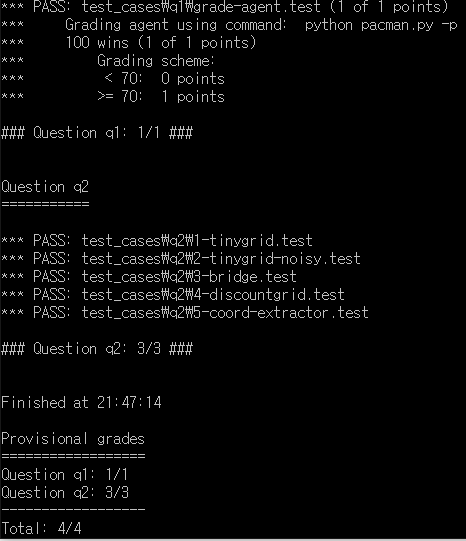 *** PASS: test_cases₩q1₩grade-agent.test (1 of 1 points)
*** Grading agent using command: python pacman.py -p
*** 100 wins (1 of 1 points)
*** Grading scheme:
*** < 70: 0 points
*** >= 70: 1 points
### Question q1: 1/1 ###
Question q2
===========
*** PASS: test_cases₩q2₩1-tinygrid.test
*** PASS: test_cases₩q2₩2-tinygrid-noisy.test
*** PASS: test_cases₩q2₩3-bridge.test
*** PASS: test_cases₩q2₩4-discountgrid.test
*** PASS: test_cases₩q2₩5-coord-extractor.test
### Question q2: 3/3 ###
Finished at 21:47:14
Provisional grades
==================
Question q1: 1/1
Question q2: 3/3
------------------
Total: 4/4